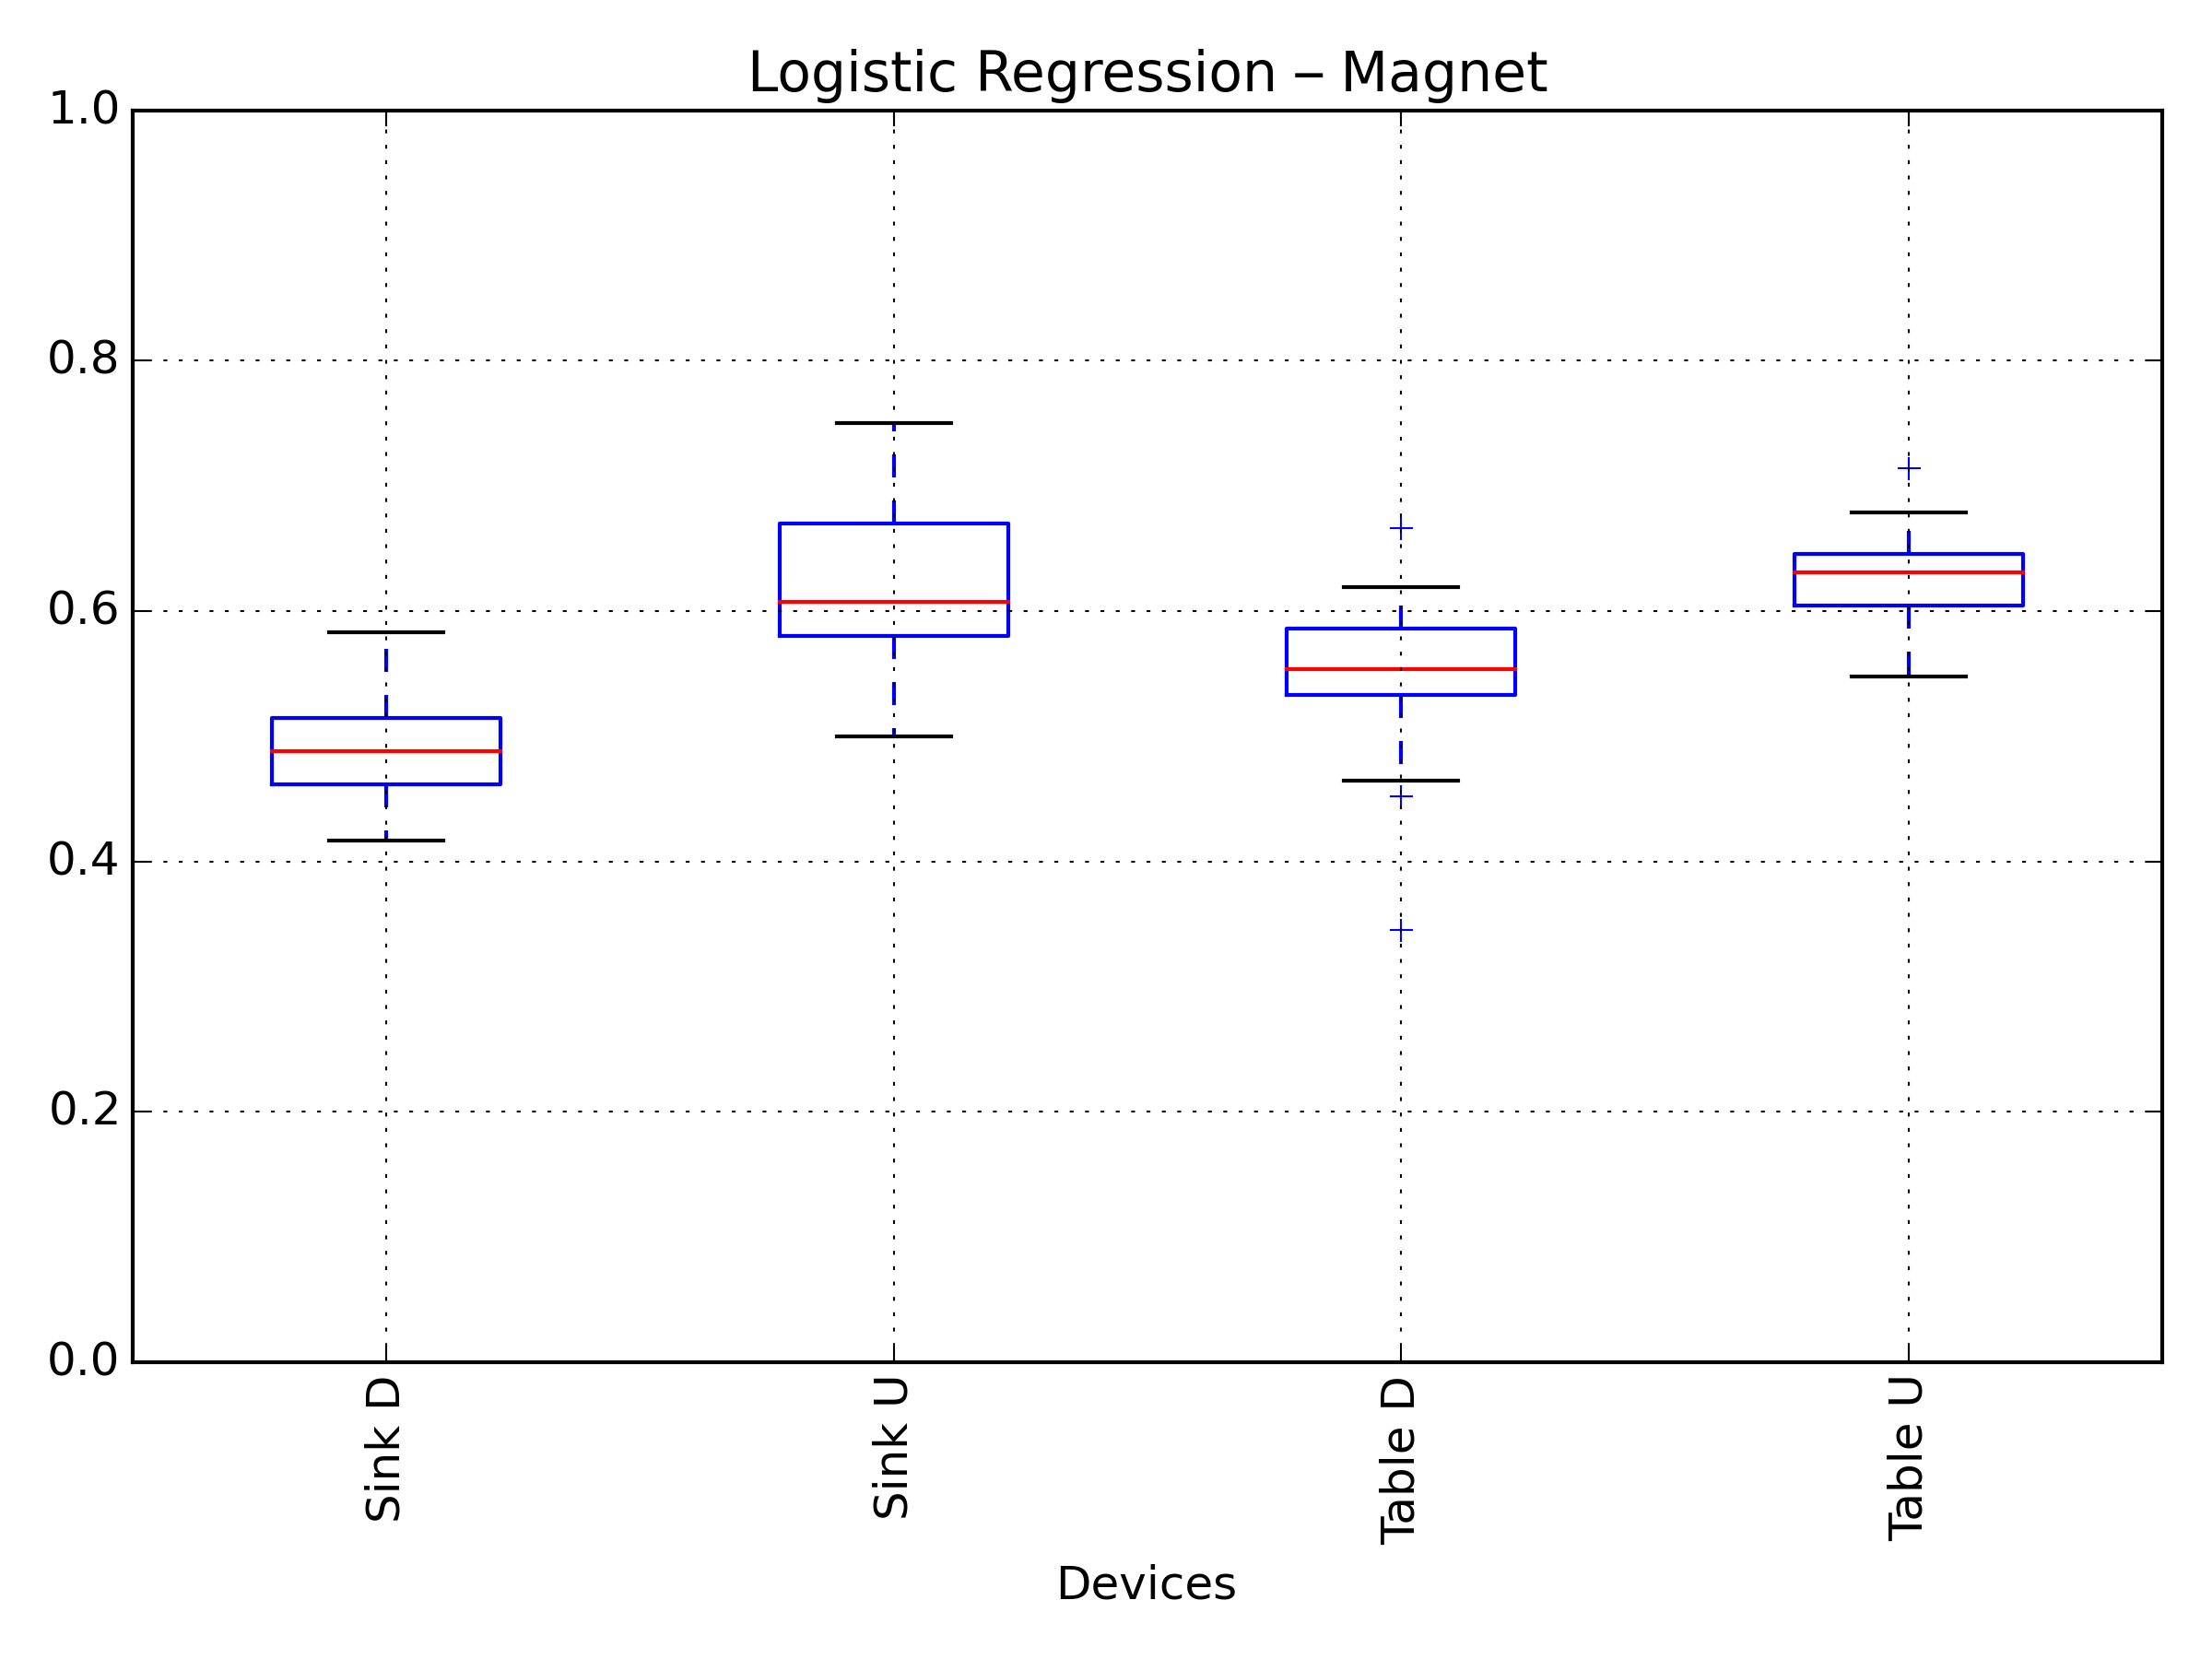 Logistic Regression – Magnet
1.0
0.8
0.6
0.4
0.2
0.0
Sink D
Sink U
Table D
Table U
Devices